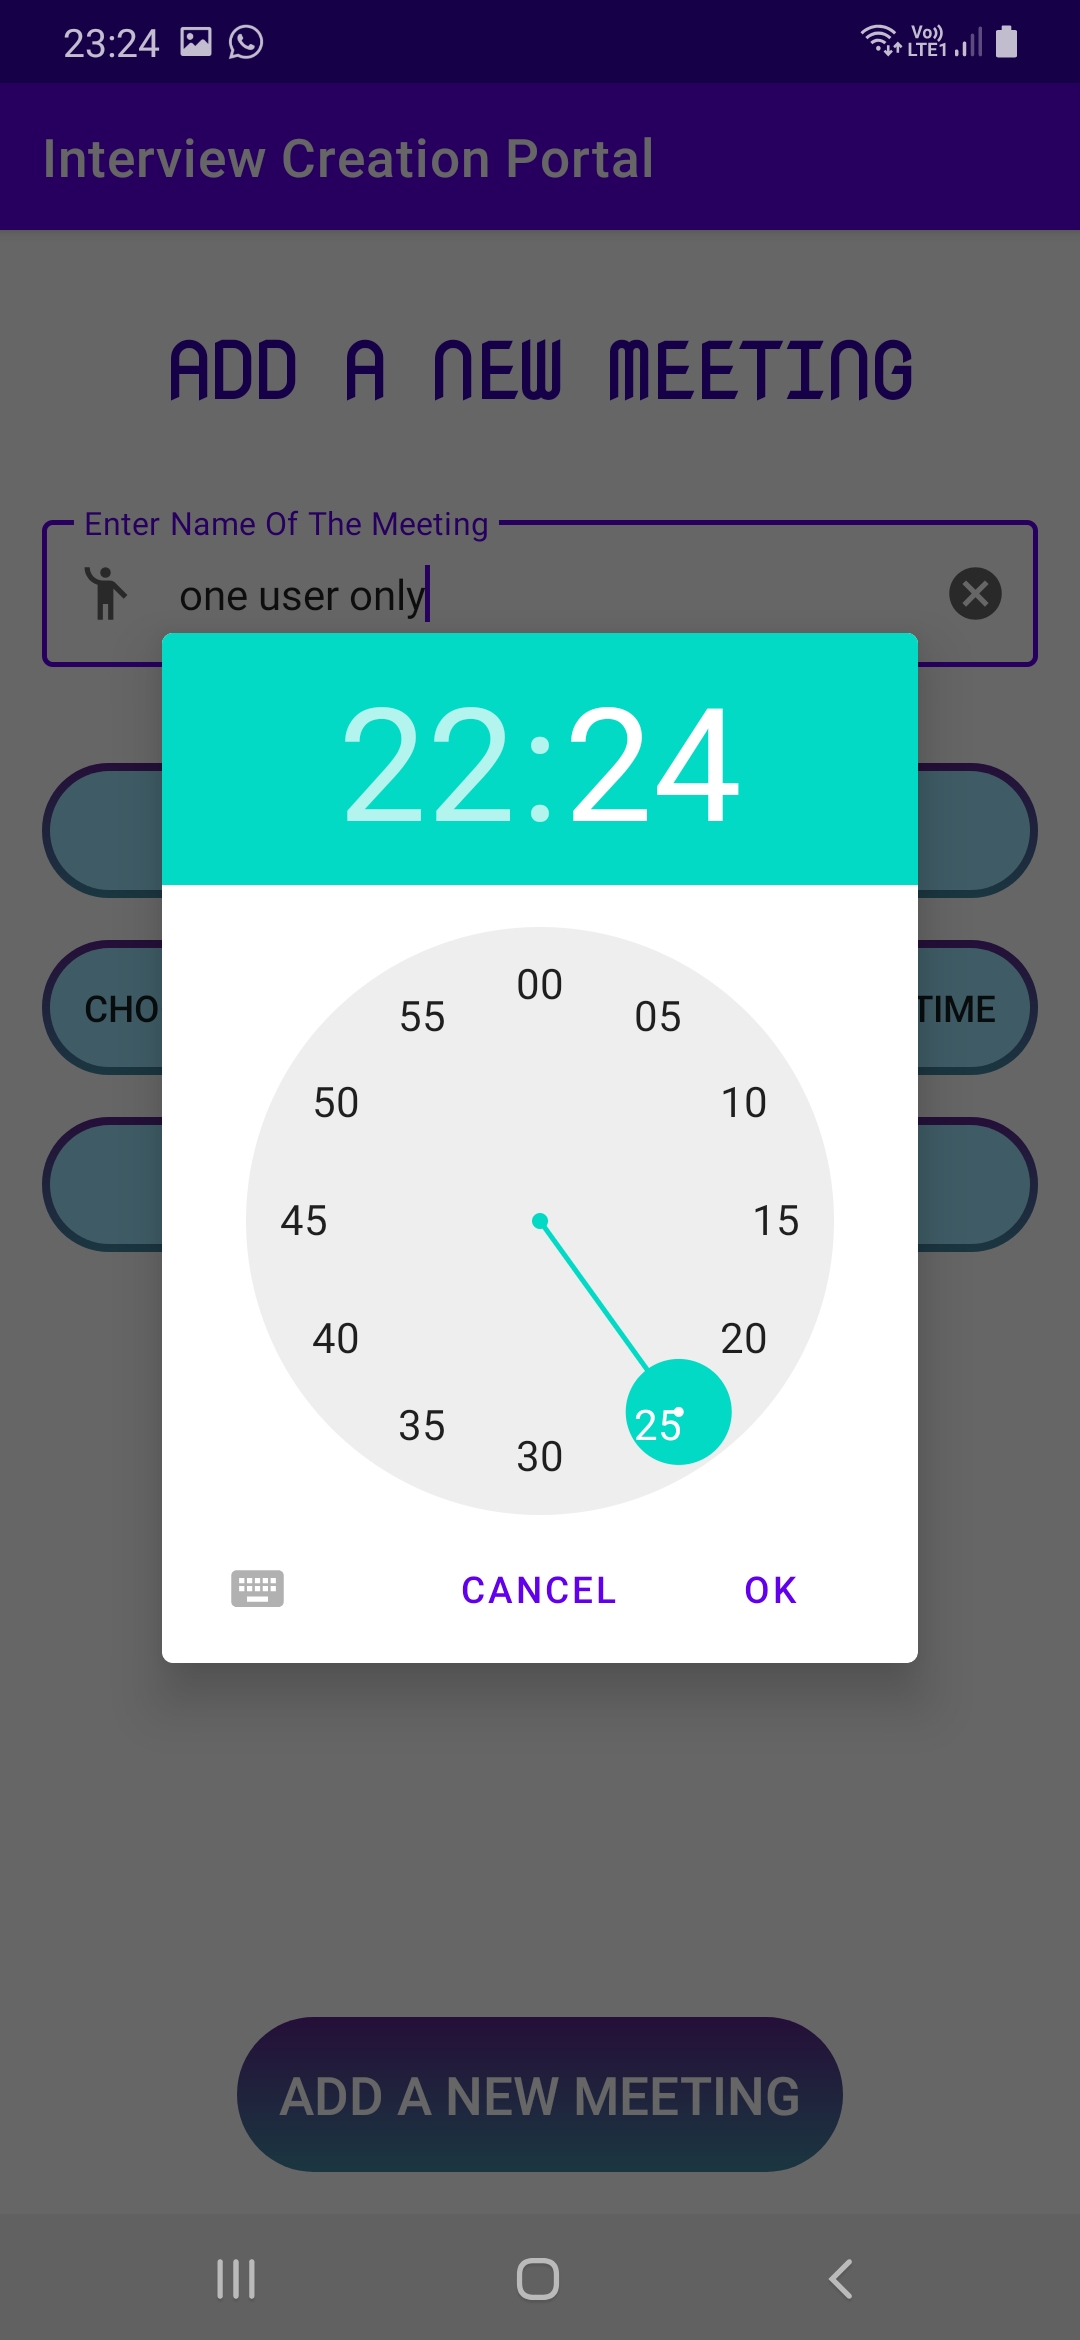 23:24
Vo)) LTE1
Interview Creation Portal
ADD A NEW MEETING
Enter Name Of The Meeting
one user only
22:24
CHO
TIME
00
05
10
15
20
25
30
35
40
45
50
55
CANCEL OK
ADD A NEW MEETING